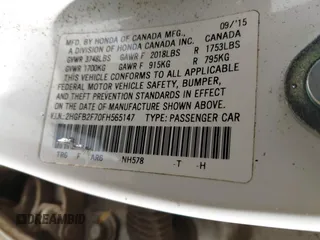 MFD. BY HONDA OF CANADA MFG., 09/15
A DIVISION OF HONDA CANADA INC.
GVWR 3748LBS GAWR F 2018LBS R 1753LBS
GVWR 1700KG GAWR F 915KG R 795KG
THIS VEHICLE CONFORMS TO ALL APPLICABLE
FEDERAL MOTOR VEHICLE SAFETY, BUMPER,
AND THEFT PREVENTION STANDARDS IN EFFECT
ON THE DATE OF MANUFACTURE SHOWN ABOVE.
V.I.N.: 2HGFB2F70FH565147 TYPE: PASSENGER CAR
F ARG NH578 -T -H
DREAMBID